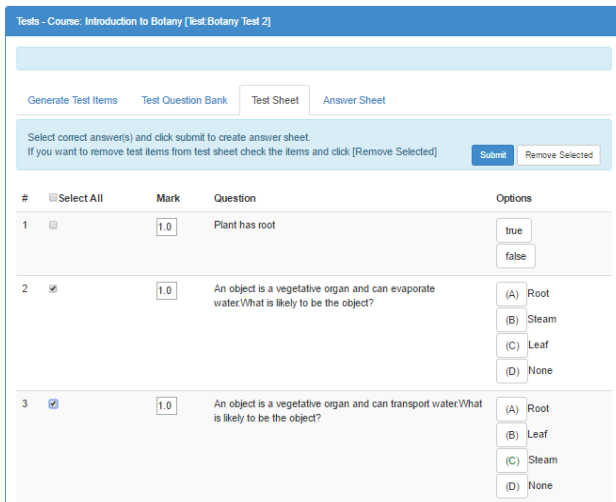 Tests - Course: Introduction to Botany [Test:Botany Test 2]
Generate Test Items Test Question Bank Test Sheet Answer Sheet
Select correct answer(s) and click submit to create answer sheet.
If you want to remove test items from test sheet check the items and click [Remove Selected]
Submit Remove Selected
# Select All Mark Question Options
1 1.0 Plant has root true
false
2 1.0 An object is a vegetative organ and can evaporate (A) Root
water.What is likely to be the object?
(B) Steam
(C) Leaf
(D) None
3 1.0 An object is a vegetative organ and can transport water.What (A) Root
is likely to be the object?
(B) Leaf
(C) Steam
(D) None